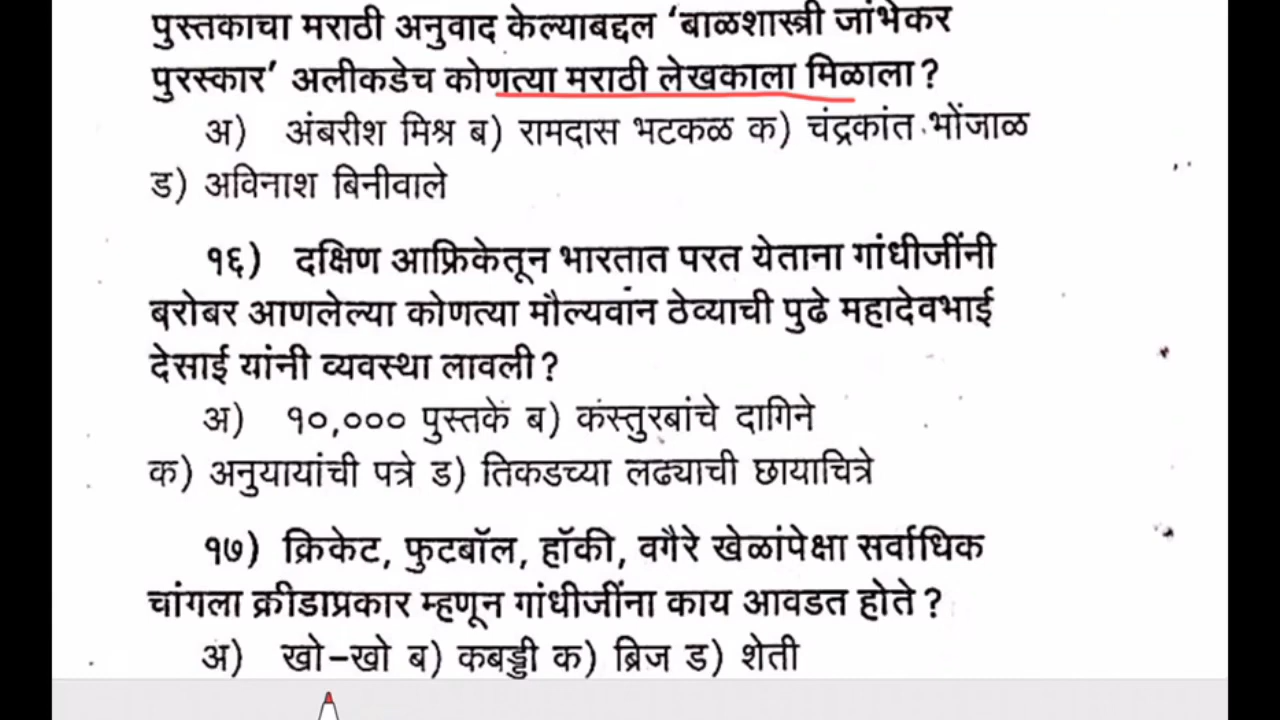 पुस्तकाचा मराठी अनुवाद केल्याबद्दल ‘बाळशास्त्री जांभेकर
पुरस्कार’ अलीकडेच कोणत्या मराठी लेखकाला मिळाला?
अ) अंबरीश मिश्र ब) रामदास भटकळ क) चंद्रकांत भोंजाळ
ड) अविनाश बिनीवाले
१६) दक्षिण आफ्रिकेतून भारतात परत येताना गांधीजींनी
बरोबर आणलेल्या कोणत्या मौल्यवान ठेव्याची पुढे महादेवभाई
देसाई यांनी व्यवस्था लावली?
अ) १०,००० पुस्तके ब) कस्तुरबांचे दागिने
क) अनुयायांची पत्रे ड) तिकडच्या लढ्याची छायाचित्रे
१७) क्रिकेट, फुटबॉल, हॉकी, वगैरे खेळांपेक्षा सर्वाधिक
चांगला क्रीडाप्रकार म्हणून गांधीजींना काय आवडत होते?
अ) खो-खो ब) कबड्डी क) ब्रिज ड) शेती